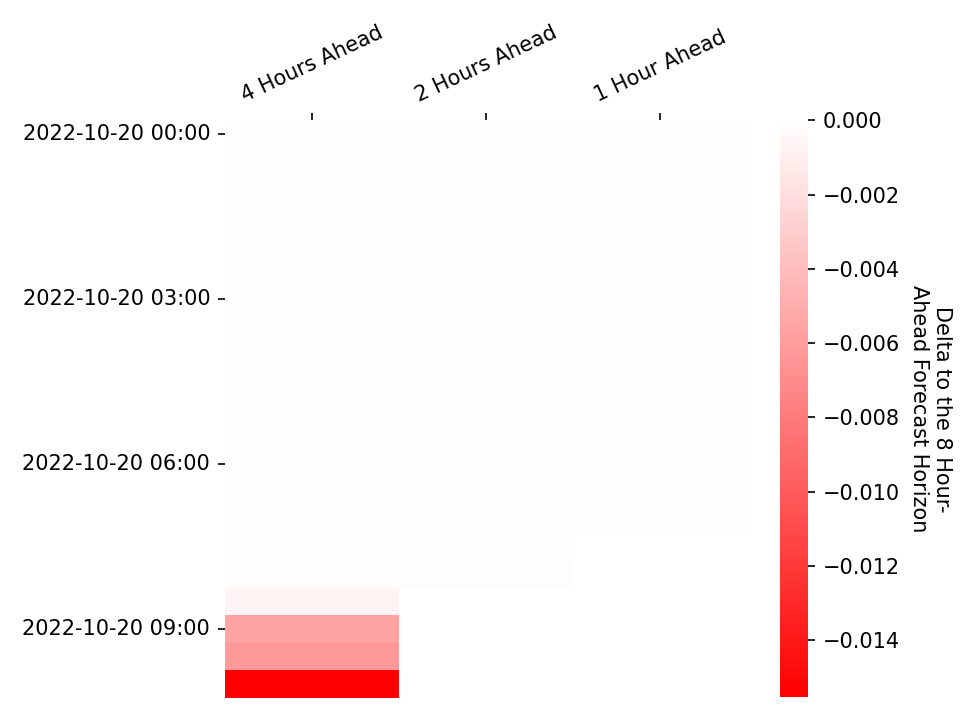 4 Hours Ahead
2 Hours Ahead
1 Hour Ahead
2022-10-20 00:00
2022-10-20 03:00
2022-10-20 06:00
2022-10-20 09:00
0.000
−0.002
−0.004
−0.006
−0.008
−0.010
−0.012
−0.014
Delta to the 8 Hour-
Ahead Forecast Horizon